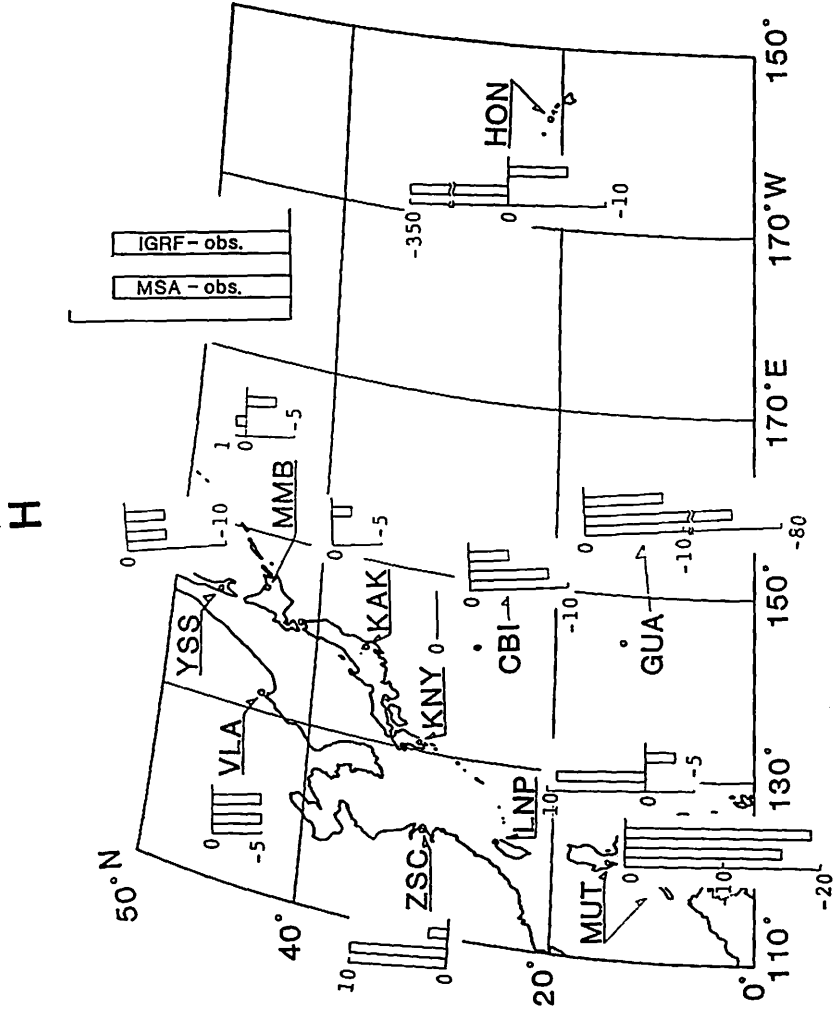 H
IGRF - obs.
MSA - obs.
1
0
-5
0
-10
MMB
YSS
VLA
0
-5
50°N
0
-5
KAK
KNY
0
-350
0
-10
HON
40°
ZSC
10
0
LNP
10
0
-5
0
-10
CBI
0
-10
-80
GUA
MUT
0
-10
-20
20°
0°
110°
130°
150°
170°E
170°W
150°